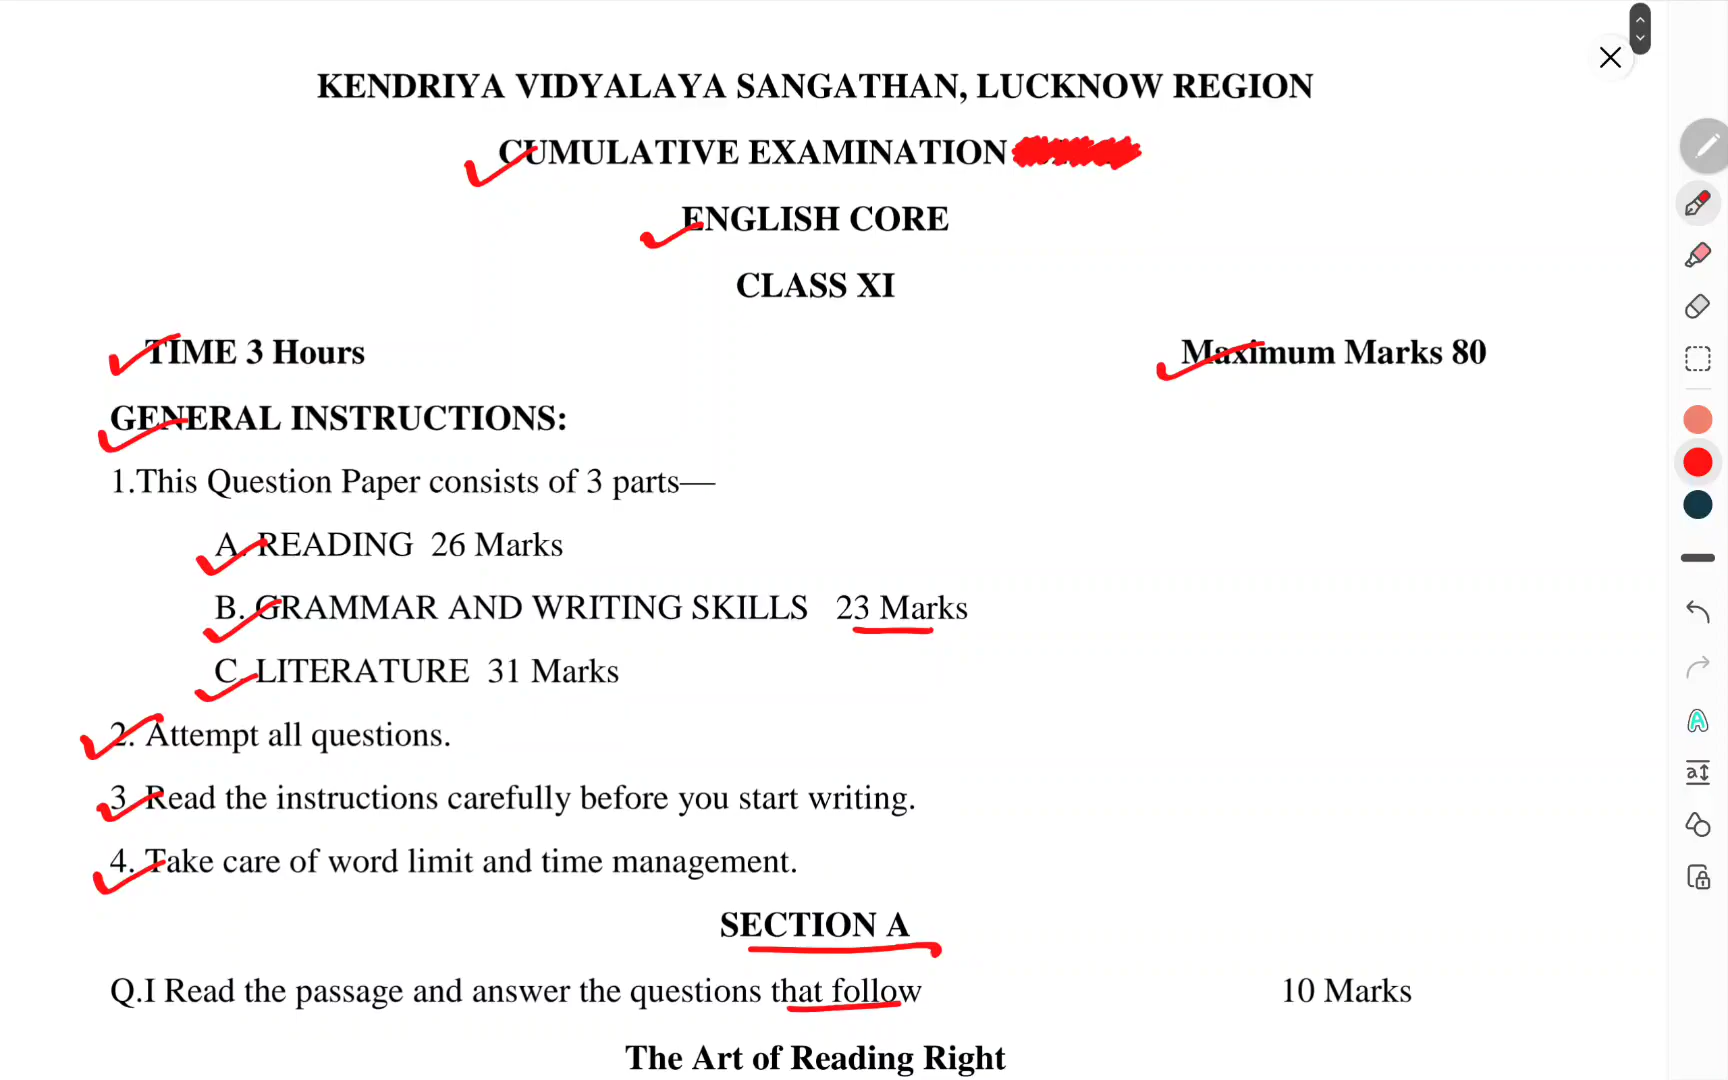 KENDRIYA VIDYALAYA SANGATHAN, LUCKNOW REGION
CUMULATIVE EXAMINATION
ENGLISH CORE
CLASS XI
TIME 3 Hours Maximum Marks 80
GENERAL INSTRUCTIONS:
1.This Question Paper consists of 3 parts—
A. READING 26 Marks
B. GRAMMAR AND WRITING SKILLS 23 Marks
C. LITERATURE 31 Marks
2. Attempt all questions.
3. Read the instructions carefully before you start writing.
4. Take care of word limit and time management.
SECTION A
Q.I Read the passage and answer the questions that follow 10 Marks
The Art of Reading Right